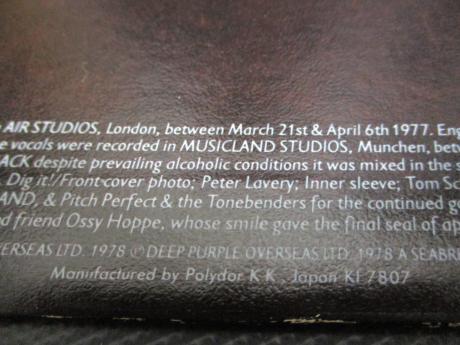 AIR STUDIOS, London, between March 21st & April 6th 1977. Eng
vocals were recorded in MUSICLAND STUDIOS, Munchen, bet
ACK despite prevailing alcoholic conditions it was mixed in the s
Dig it!/Front cover photo; Peter Lavery; Inner sleeve; Tom Sc
AND, & Pitch Perfect & the Tonebenders for the continued go
d friend Ossy Hoppe, whose smile gave the final seal of ap
VERSEAS LTD. 1978 ℗ DEEP PURPLE OVERSEAS LTD. 1978 A SEABRE
Manufactured by Polydor K.K., Japan KI 7807